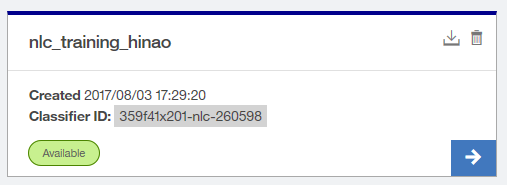 nlc_training_hinao
Created 2017/08/03 17:29:20
Classifier ID: 359f41x201-nlc-260598
Available